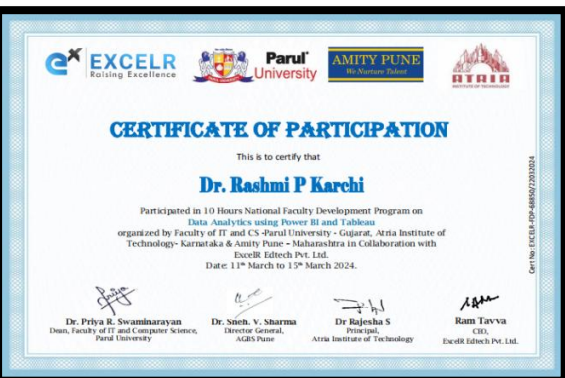 EXCELR
Raising Excellence
Parul®
University
AMITY PUNE
We Nurture Talent
ATRIA
INSTITUTE OF TECHNOLOGY
CERTIFICATE OF PARTICIPATION
This is to certify that
Dr. Rashmi P Karchi
Participated in 10 Hours National Faculty Development Program on
Data Analytics using Power BI and Tableau
organized by Faculty of IT and CS -Parul University - Gujarat, Atria Institute of
Technology- Karnataka & Amity Pune – Maharashtra in Collaboration with
ExcelR Edtech Pvt. Ltd.
Date: 11th March to 15th March 2024.
Cert No: EXCELR-FDP-68850/22032024
Dr. Priya R. Swaminarayan
Dean, Faculty of IT and Computer Science,
Parul University
Dr. Sneh. V. Sharma
Director General,
AGBS Pune
Dr Rajesha S
Principal,
Atria Institute of Technology
Ram Tavva
CEO,
ExcelR Edtech Pvt. Ltd.